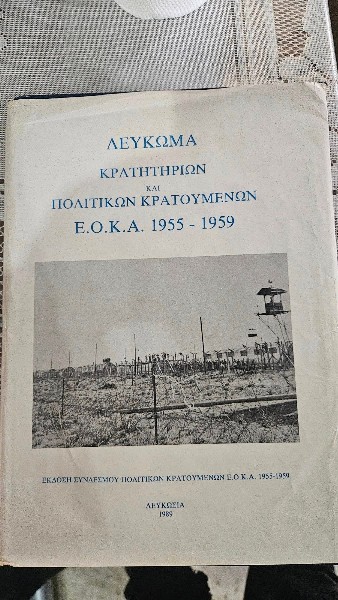 ΛΕΥΚΩΜΑ
ΚΡΑΤΗΤΗΡΙΩΝ
ΚΑΙ
ΠΟΛΙΤΙΚΩΝ ΚΡΑΤΟΥΜΕΝΩΝ
Ε.Ο.Κ.Α. 1955 - 1959
ΕΚΔΟΣΗ ΣΥΝΔΕΣΜΟΥ ΠΟΛΙΤΙΚΩΝ ΚΡΑΤΟΥΜΕΝΩΝ Ε.Ο.Κ.Α. 1955-1959
ΛΕΥΚΩΣΙΑ
1989